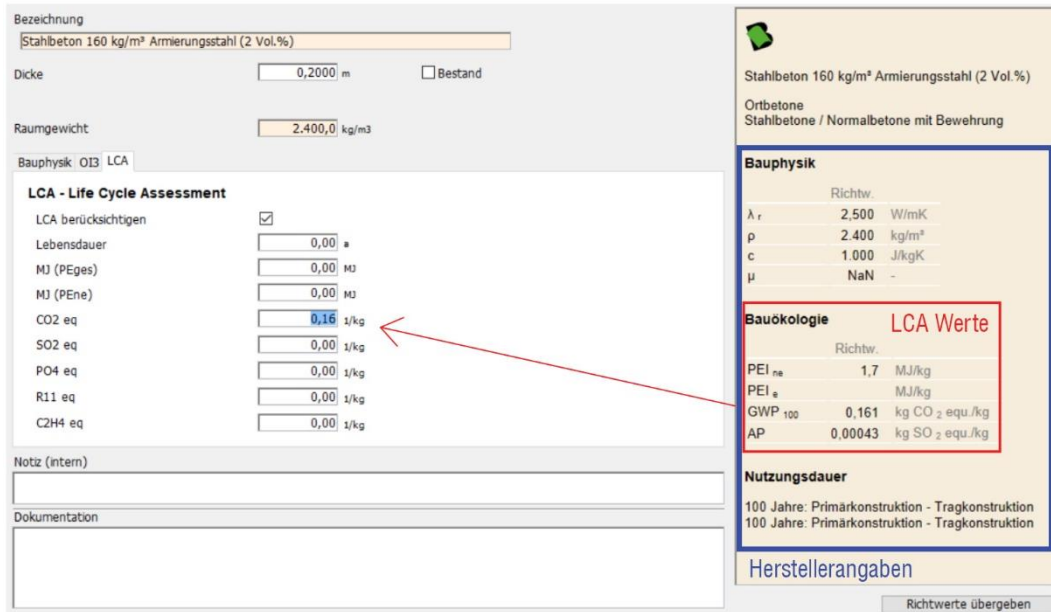 Bezeichnung
Stahlbeton 160 kg/m³ Armierungsstahl (2 Vol.%)
Dicke 0,2000 m Bestand
Raumgewicht 2.400,0 kg/m3
Bauphysik OI3 LCA
LCA - Life Cycle Assessment
LCA berücksichtigen
Lebensdauer 0,00 a
MJ (PEges) 0,00 MJ
MJ (PEne) 0,00 MJ
CO2 eq 0,16 1/kg
SO2 eq 0,00 1/kg
PO4 eq 0,00 1/kg
R11 eq 0,00 1/kg
C2H4 eq 0,00 1/kg
Notiz (intern)
Dokumentation
Stahlbeton 160 kg/m³ Armierungsstahl (2 Vol.%)
Ortbetone
Stahlbetone / Normalbetone mit Bewehrung
Bauphysik
Richtw.
λ r 2,500 W/mK
ρ 2.400 kg/m³
c 1.000 J/kgK
μ NaN -
Bauökologie LCA Werte
Richtw.
PEI ne 1,7 MJ/kg
PEI e MJ/kg
GWP 100 0,161 kg CO 2 equ./kg
AP 0,00043 kg SO 2 equ./kg
Nutzungsdauer
100 Jahre: Primärkonstruktion - Tragkonstruktion
100 Jahre: Primärkonstruktion - Tragkonstruktion
Herstellerangaben
Richtwerte übergeben